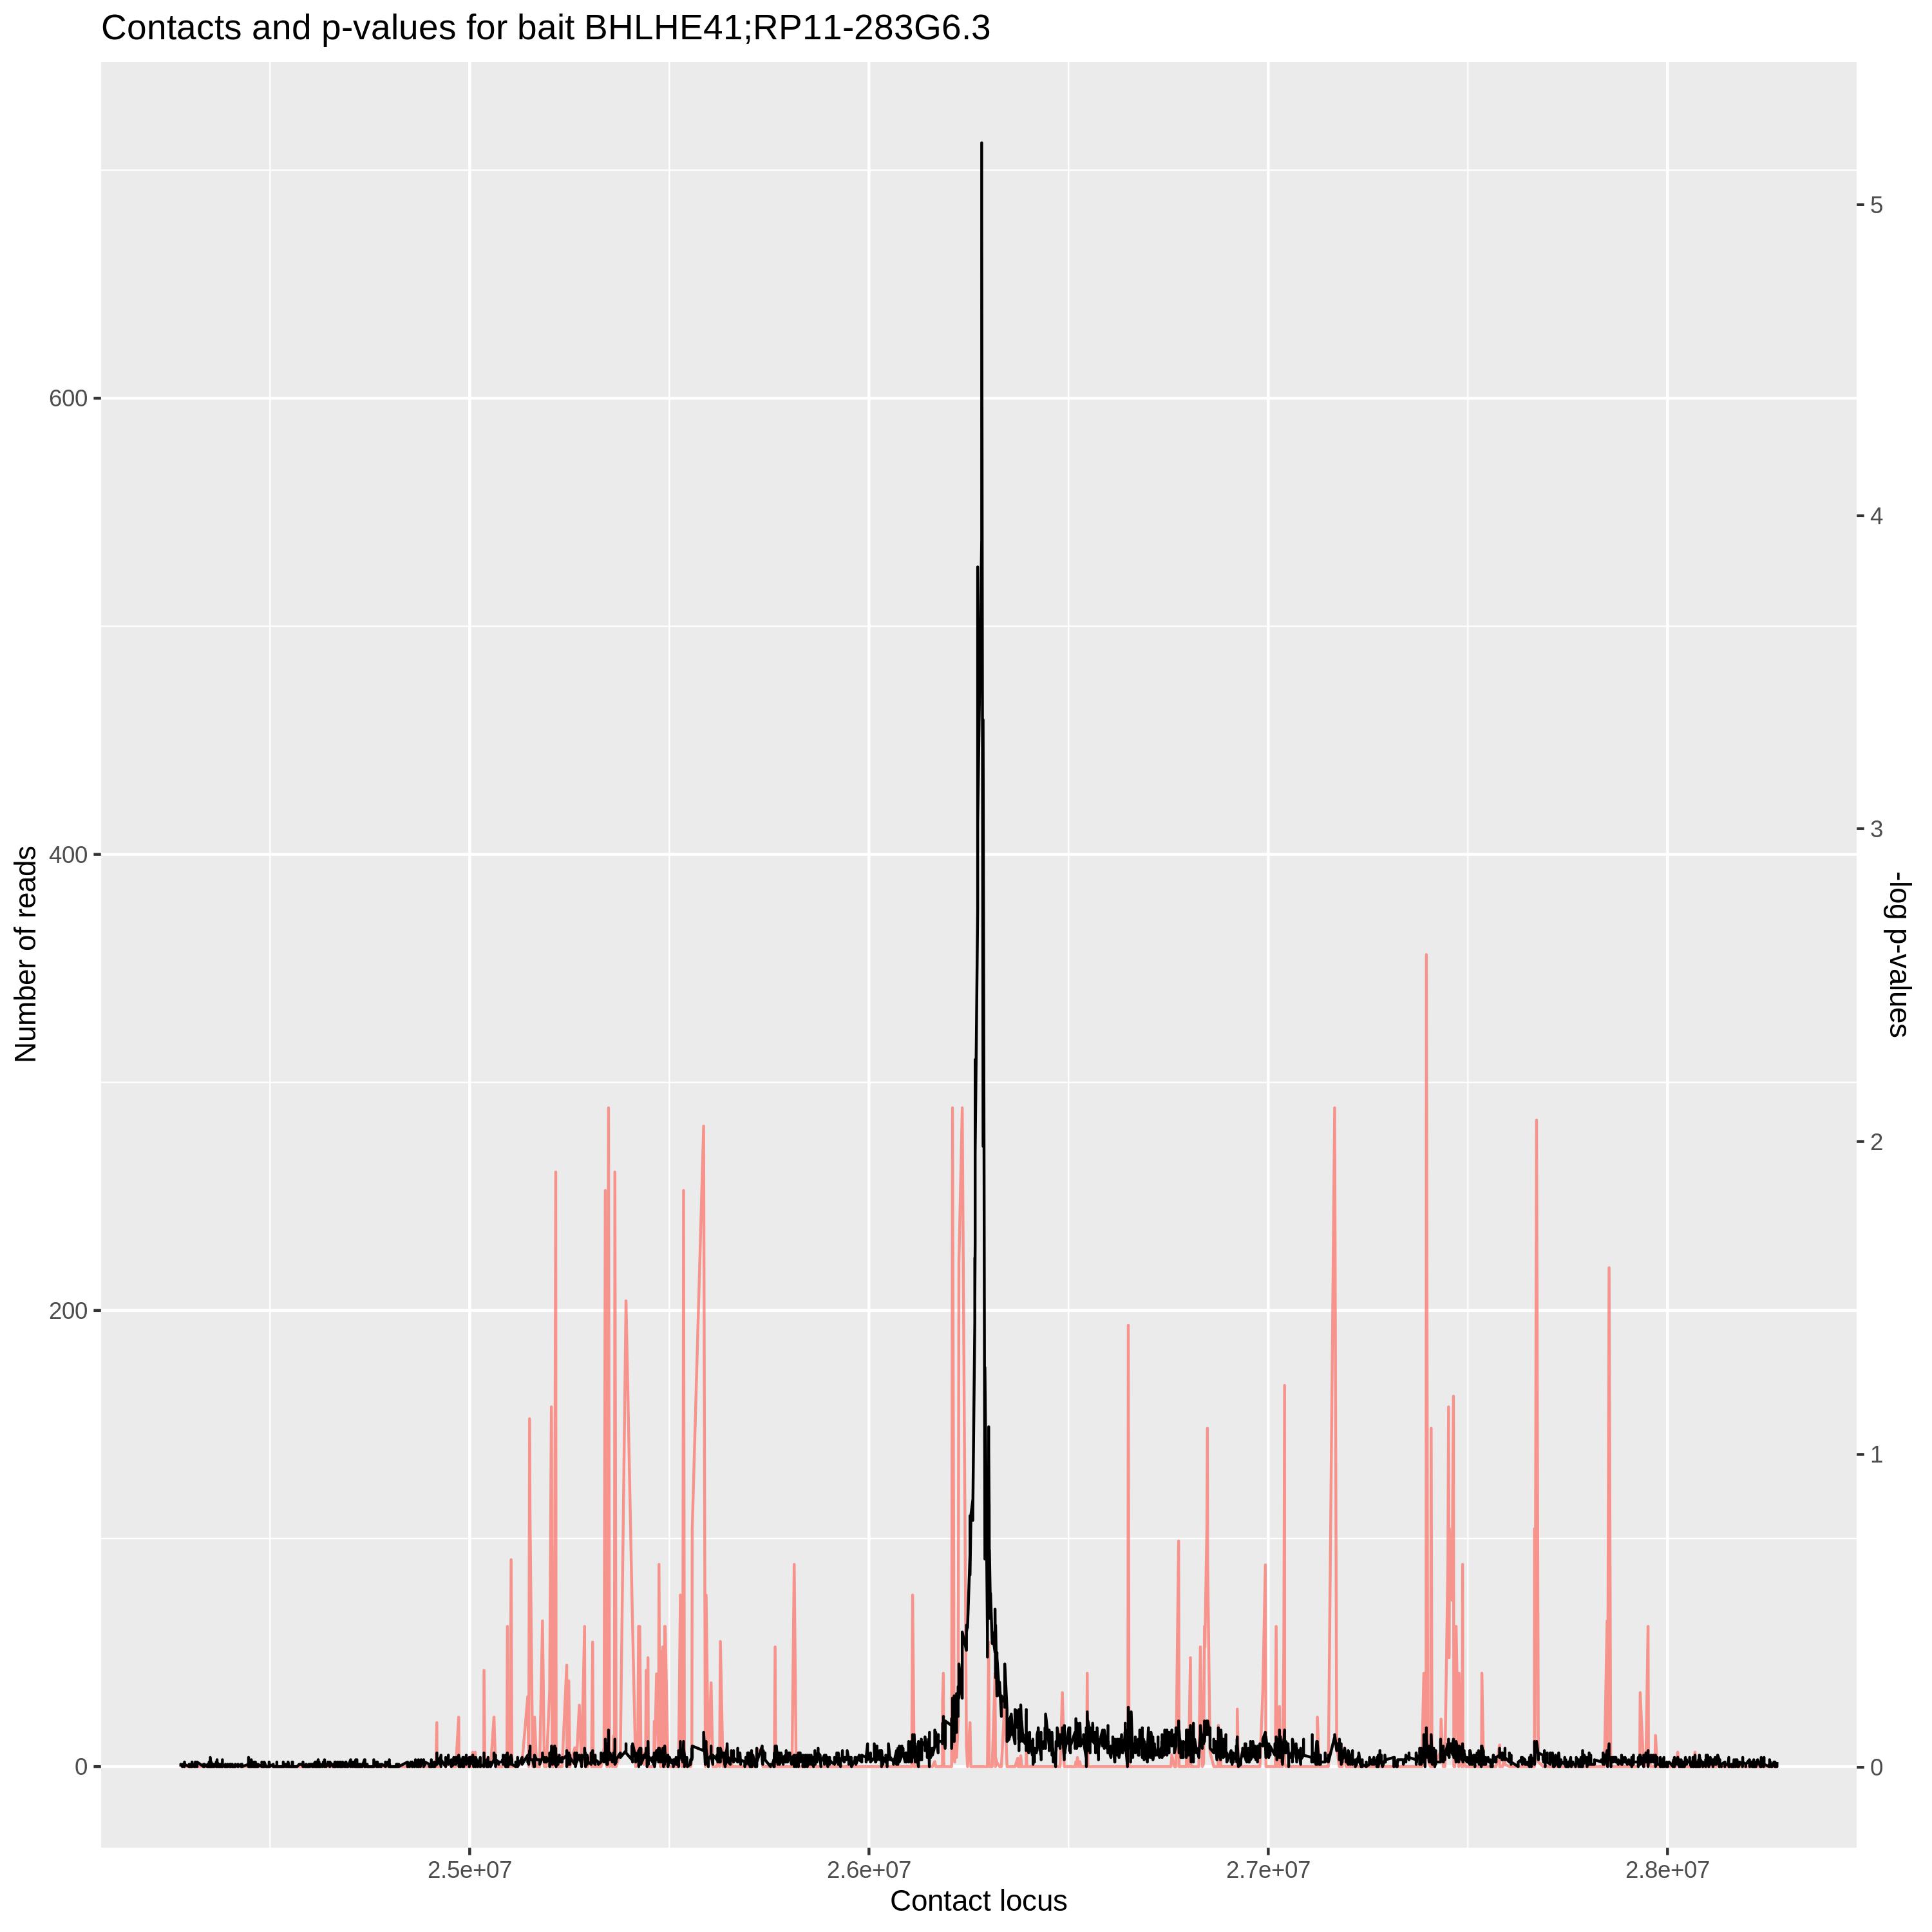 Contacts and p-values for bait BHLHE41;RP11-283G6.3
Number of reads
600
400
200
0
5
4
3
2
1
0
-log p-values
2.5e+07 2.6e+07 2.7e+07 2.8e+07
Contact locus